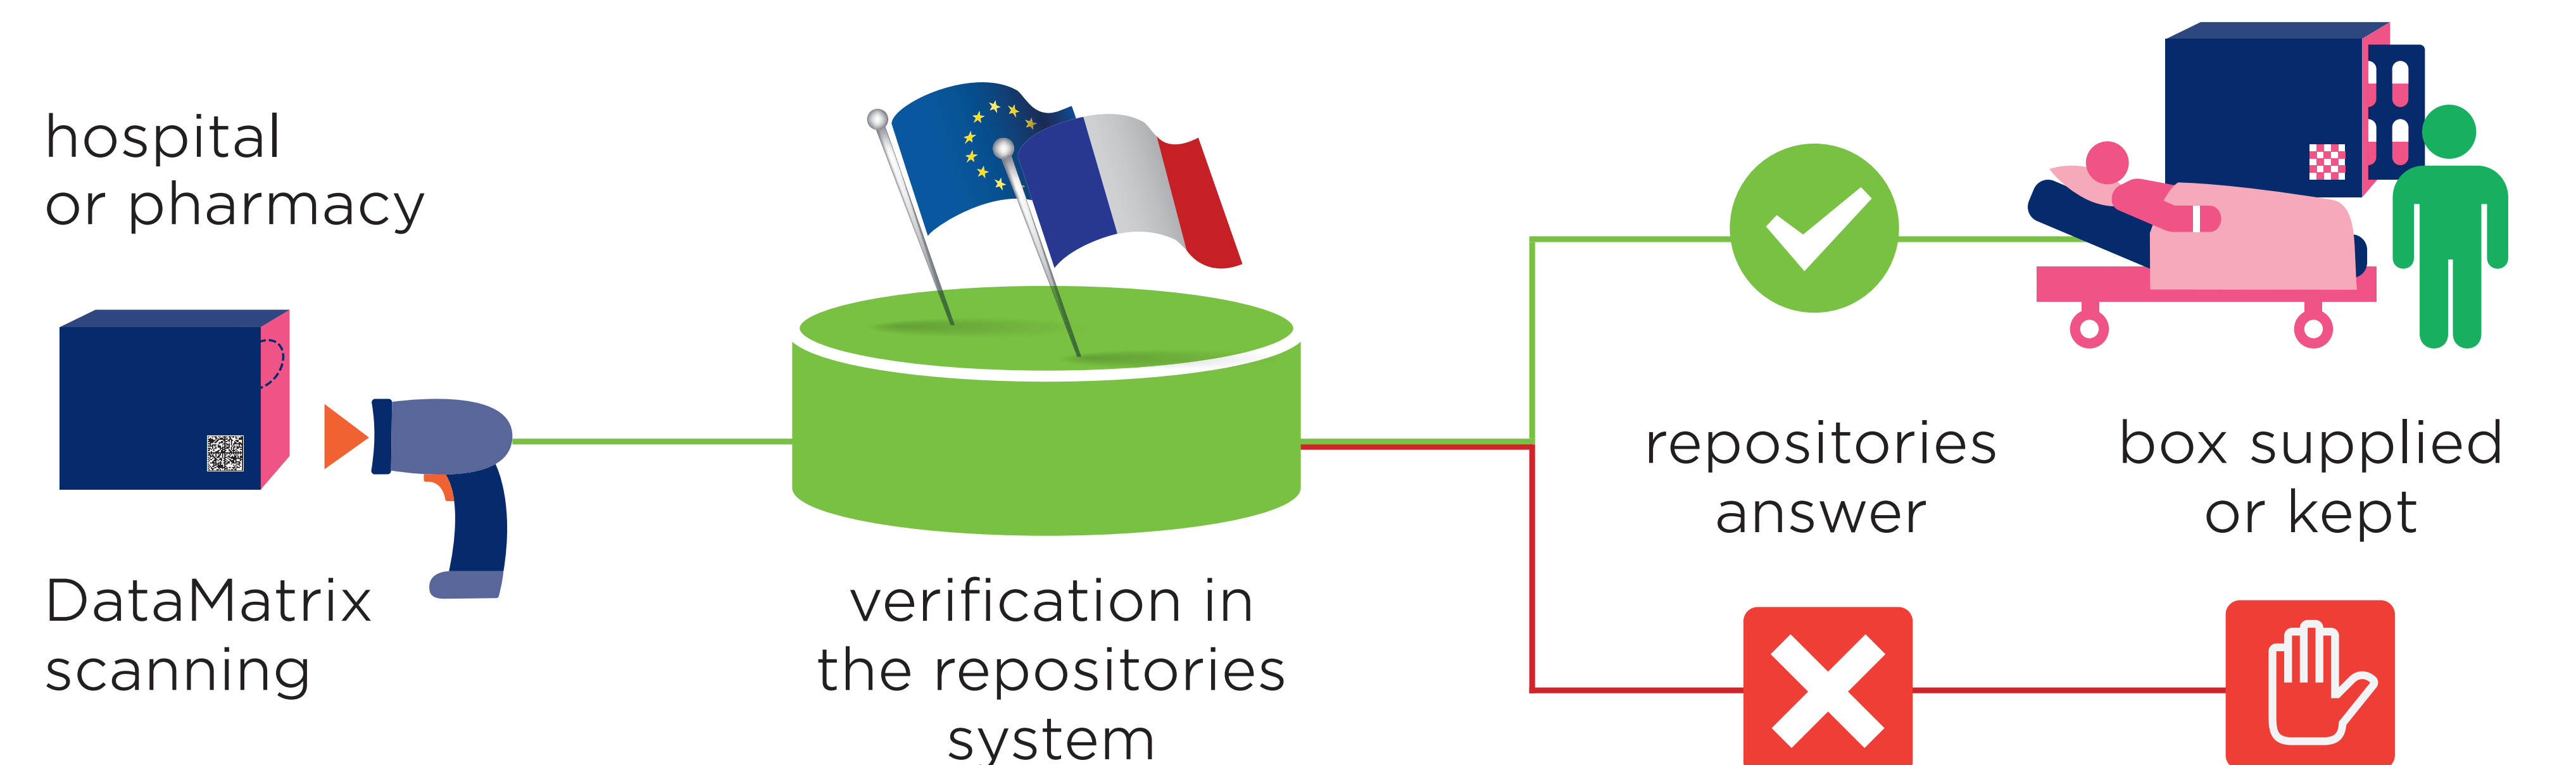 hospital
or pharmacy
DataMatrix
scanning
verification in
the repositories
system
repositories
answer
box supplied
or kept